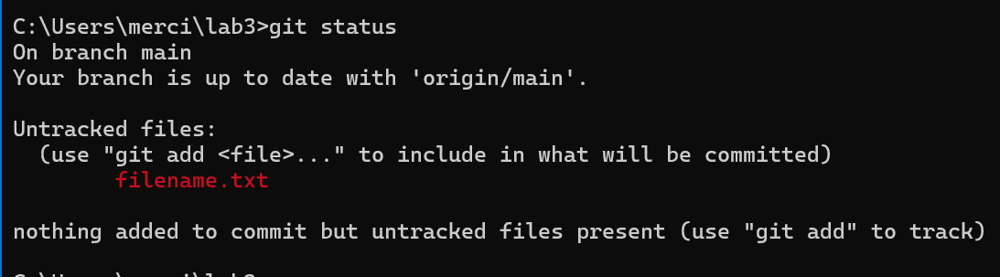 C:\Users\merci\lab3>git status
On branch main
Your branch is up to date with 'origin/main'.
Untracked files:
(use "git add <file>..." to include in what will be committed)
filename.txt
nothing added to commit but untracked files present (use "git add" to track)